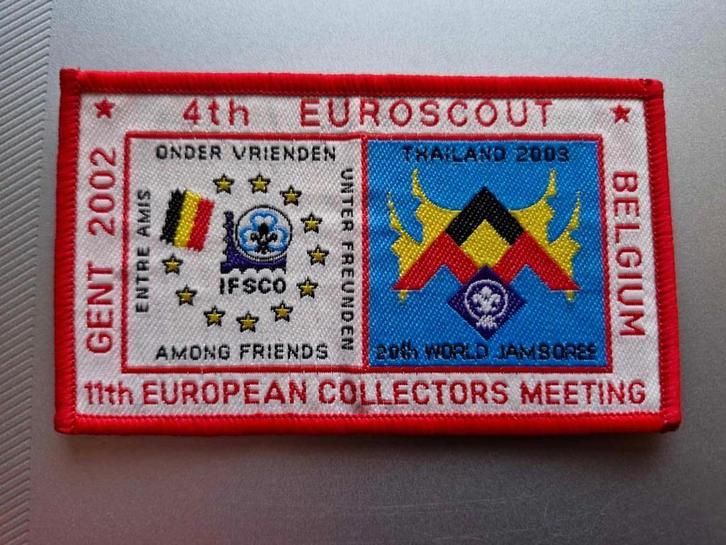 4th EUROSCOUT
GENT 2002
BELGIUM
11th EUROPEAN COLLECTORS MEETING
ONDER VRIENDEN
ENTRE AMIS
UNTER FREUNDEN
IFSCO
AMONG FRIENDS
THAILAND 2003
20th WORLD JAMBOREE